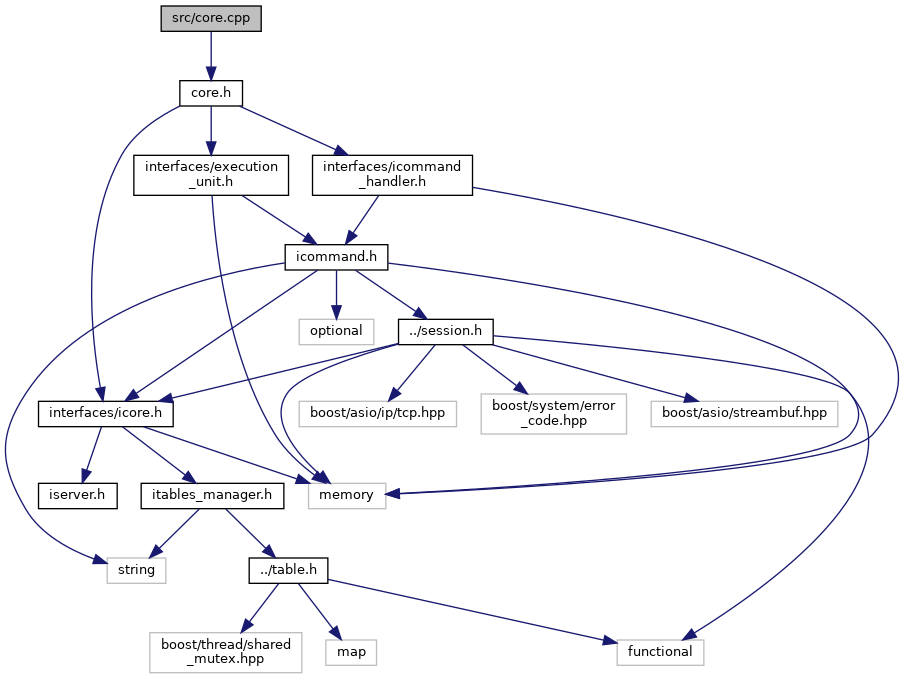 src/core.cpp
core.h
interfaces/execution
_unit.h
interfaces/icommand
_handler.h
icommand.h
optional
../session.h
interfaces/icore.h
boost/asio/ip/tcp.hpp
boost/system/error
_code.hpp
boost/asio/streambuf.hpp
iserver.h
itables_manager.h
memory
string
../table.h
boost/thread/shared
_mutex.hpp
map
functional